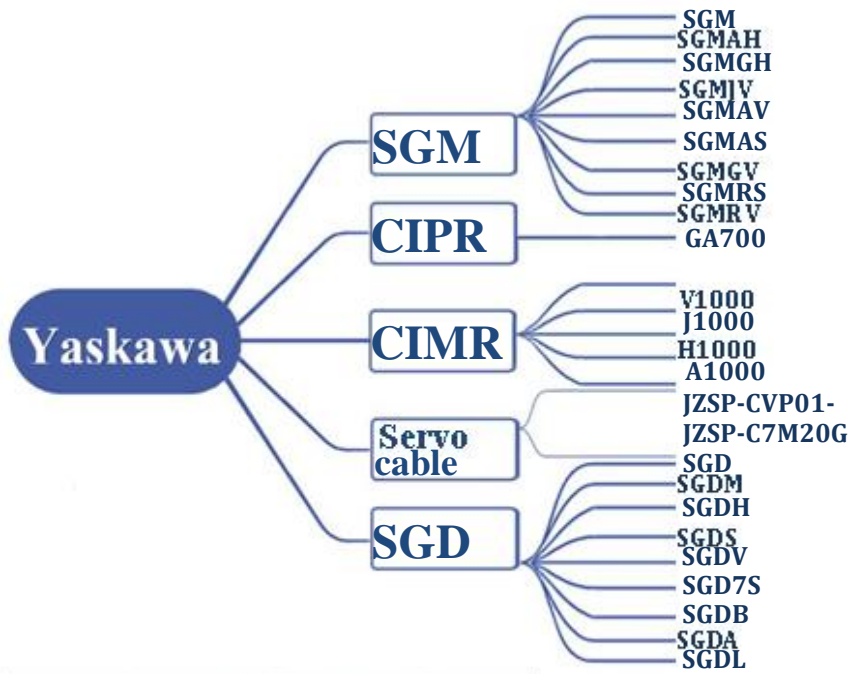 Yaskawa
SGM
SGM
SGMAH
SGMGH
SGMJV
SGMAV
SGMAS
SGMGV
SGMRS
SGMRV
CIPR
GA700
CIMR
V1000
J1000
H1000
A1000
Servo
cable
JZSP-CVP01-
JZSP-C7M20G
SGD
SGD
SGDM
SGDH
SGDS
SGDV
SGD7S
SGDB
SGDA
SGDL